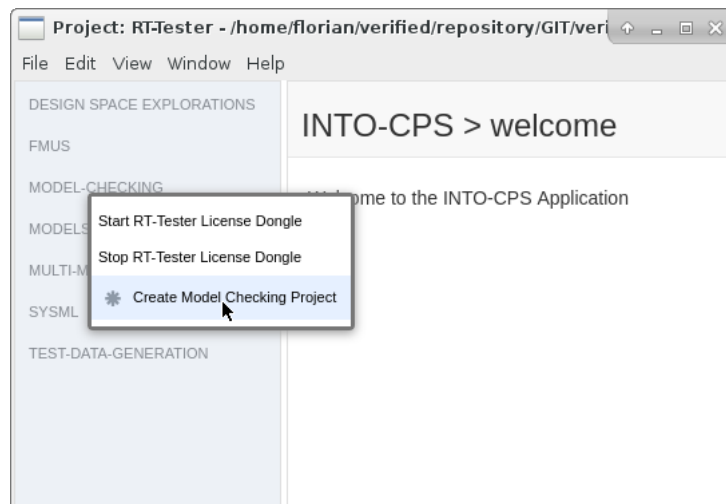 Project: RT-Tester - /home/florian/verified/repository/GIT/veri
File Edit View Window Help
DESIGN SPACE EXPLORATIONS
FMUS
MODEL-CHECKING
MODELS
MULTI-M
SYSML
TEST-DATA-GENERATION
Start RT-Tester License Dongle
Stop RT-Tester License Dongle
Create Model Checking Project
INTO-CPS > welcome
Welcome to the INTO-CPS Application